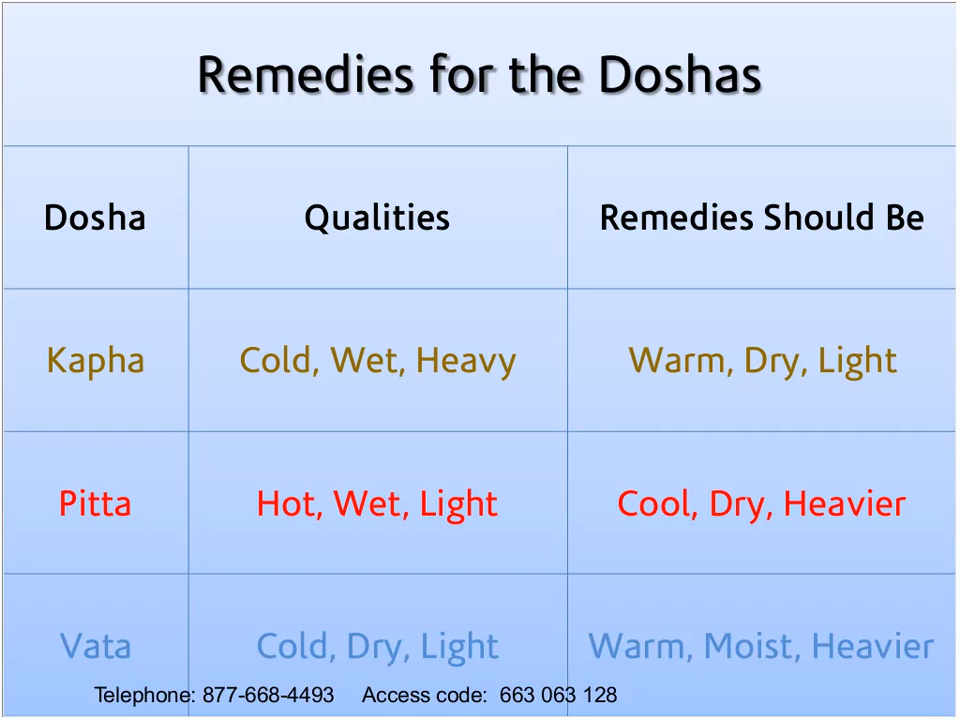 Remedies for the Doshas
Dosha Qualities Remedies Should Be
Kapha Cold, Wet, Heavy Warm, Dry, Light
Pitta Hot, Wet, Light Cool, Dry, Heavier
Vata Cold, Dry, Light Warm, Moist, Heavier
Telephone: 877-668-4493 Access code: 663 063 128